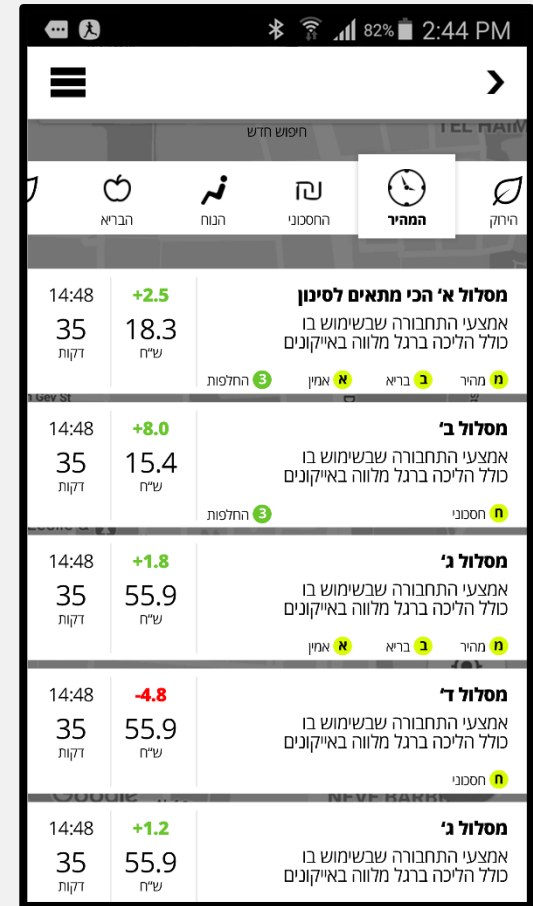 82% 2:44 PM
TEL HAIM
חיפוש חדש
הירוק
המהיר
החסכוני
הנוח
הבריא
מסלול א׳ הכי מתאים לסינון
אמצעי התחבורה שבשימוש בו
כולל הליכה ברגל מלווה באייקונים
מ מהיר ב בריא א אמין 3 החלפות
+2.5 14:48
18.3 35
ש״ח דקות
n Gev St
מסלול ב׳
אמצעי התחבורה שבשימוש בו
כולל הליכה ברגל מלווה באייקונים
ח חסכוני 3 החלפות
+8.0 14:48
15.4 35
ש״ח דקות
מסלול ג׳
אמצעי התחבורה שבשימוש בו
כולל הליכה ברגל מלווה באייקונים
מ מהיר ב בריא א אמין
+1.8 14:48
55.9 35
ש״ח דקות
מסלול ד׳
אמצעי התחבורה שבשימוש בו
כולל הליכה ברגל מלווה באייקונים
ח חסכוני
-4.8 14:48
55.9 35
ש״ח דקות
Google NEVE BARB
מסלול ג׳
אמצעי התחבורה שבשימוש בו
כולל הליכה ברגל מלווה באייקונים
+1.2 14:48
55.9 35
ש״ח דקות